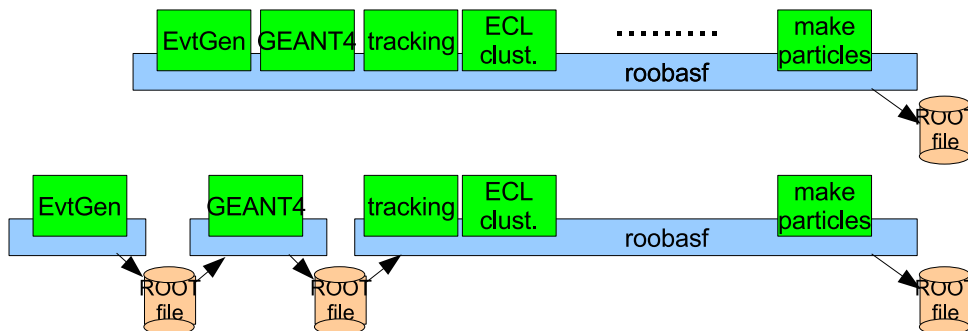 EvtGen
GEANT4
tracking
ECL
clust.
.........
make
particles
roobasf
ROOT
file
EvtGen
GEANT4
tracking
ECL
clust.
make
particles
roobasf
ROOT
file
ROOT
file
ROOT
file